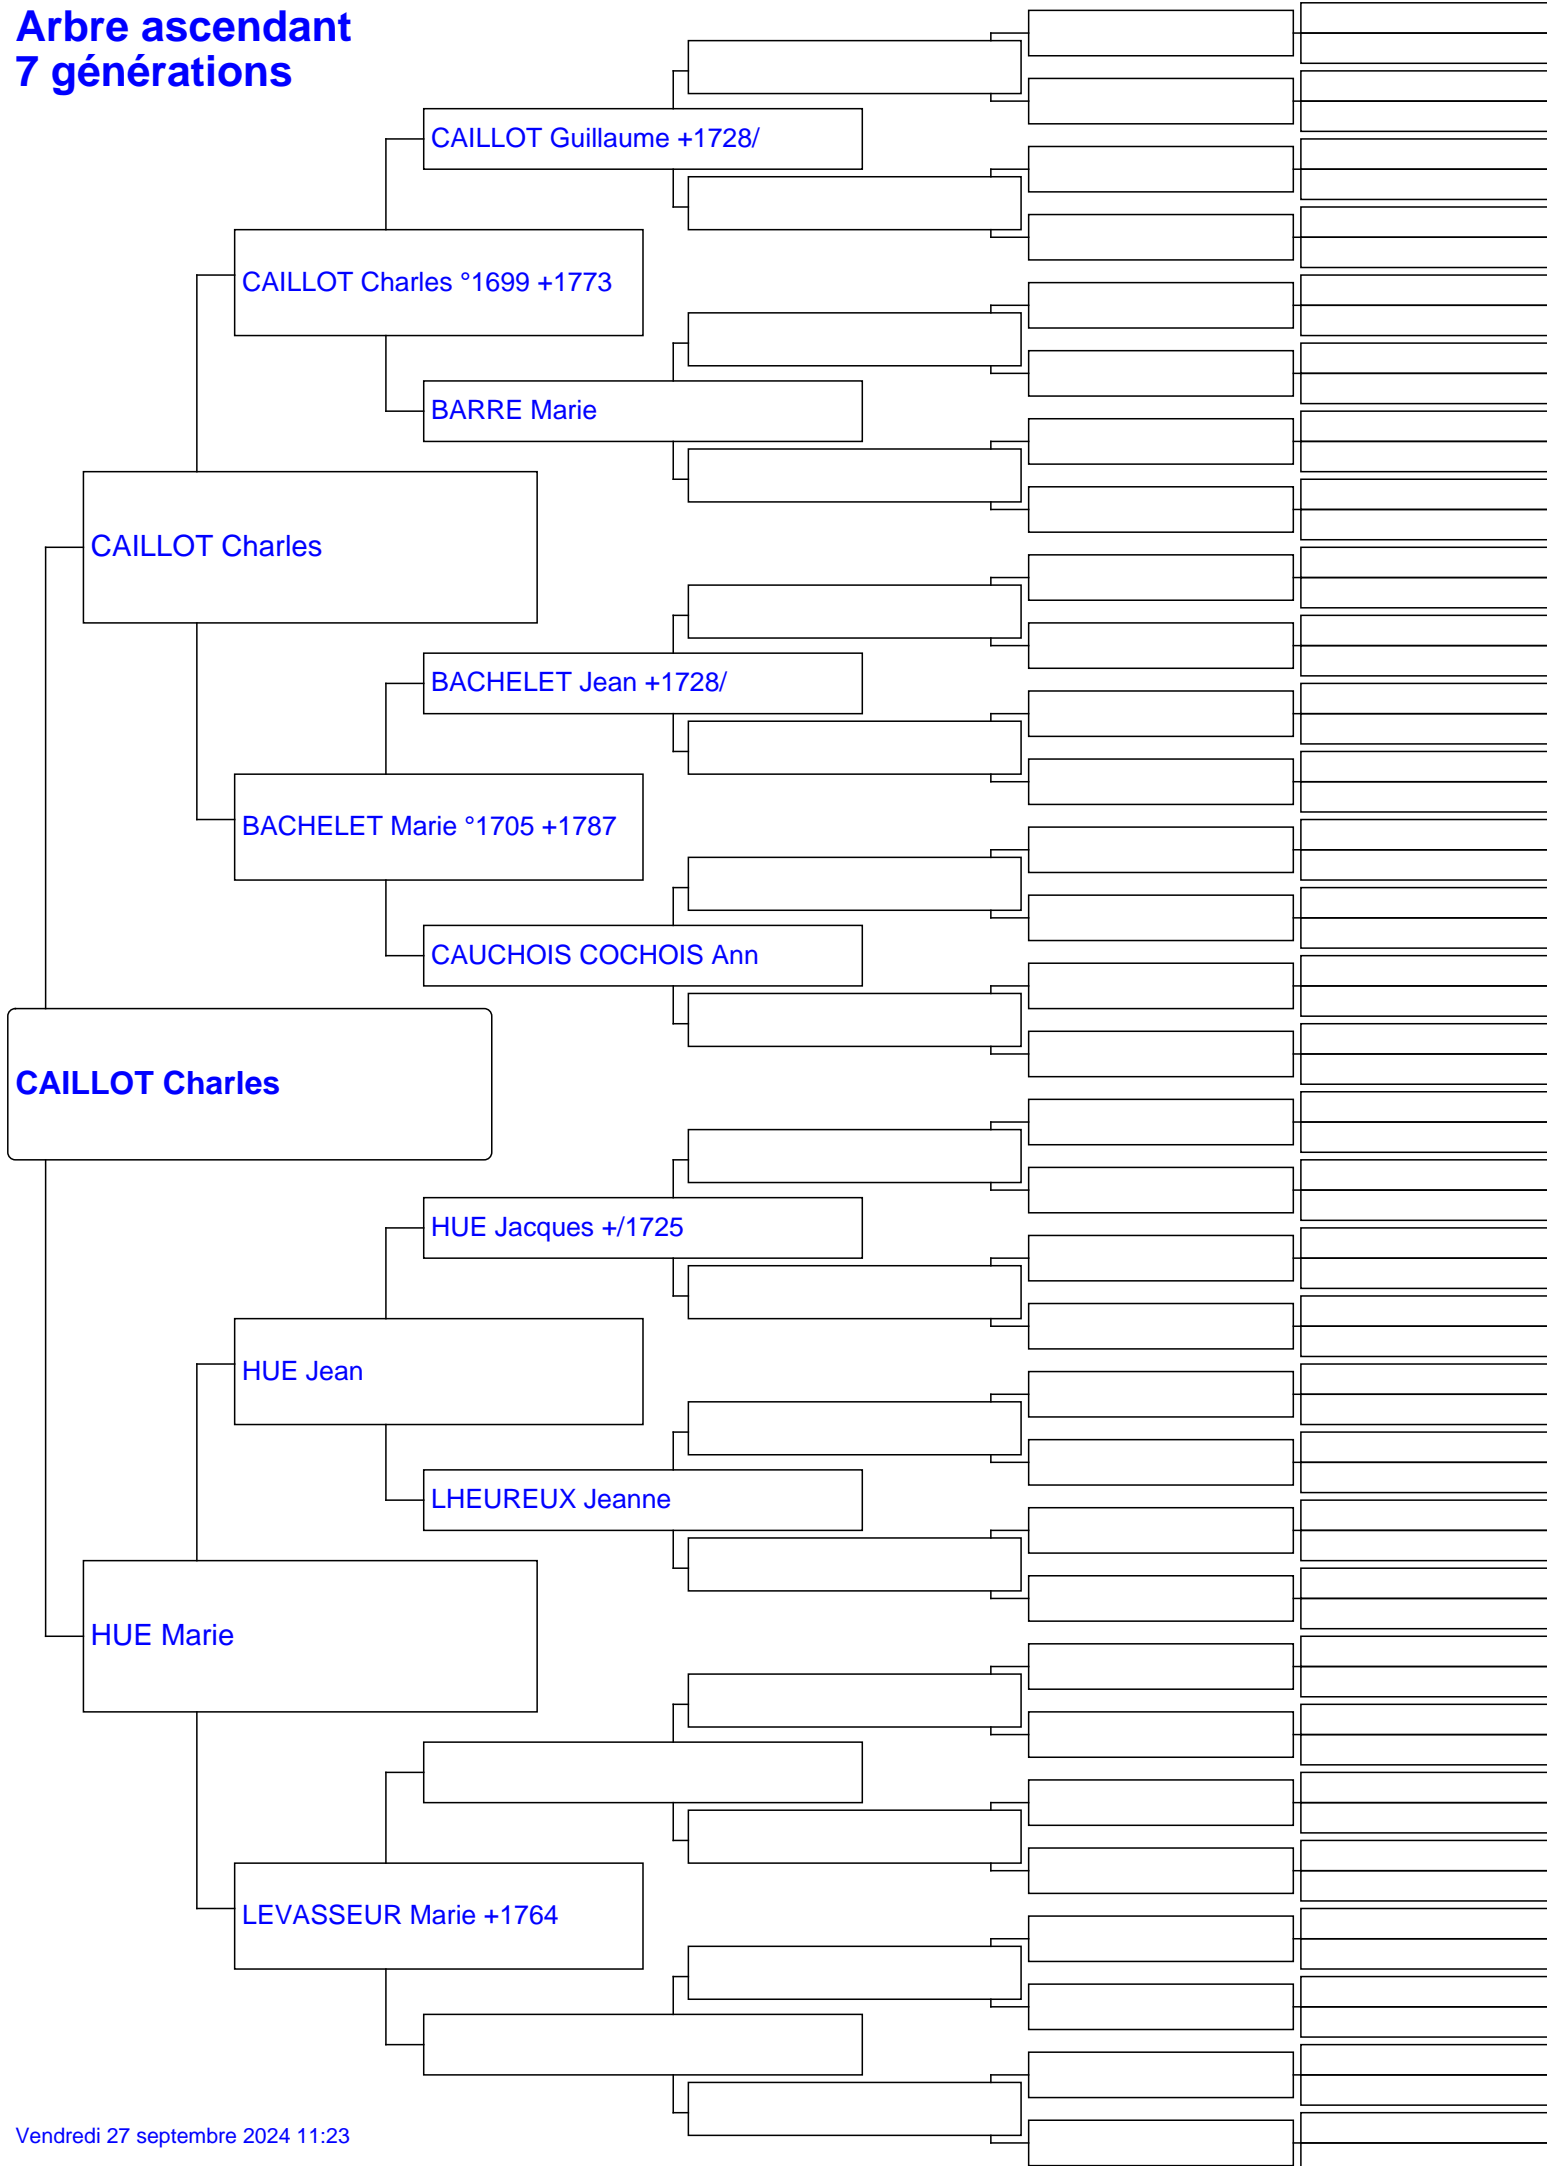 Arbre ascendant
7 générations
CAILLOT Guillaume +1728/
CAILLOT Charles °1699 +1773
BARRE Marie
CAILLOT Charles
BACHELET Jean +1728/
BACHELET Marie °1705 +1787
CAUCHOIS COCHOIS Ann
CAILLOT Charles
HUE Jacques +/1725
HUE Jean
LHEUREUX Jeanne
HUE Marie
LEVASSEUR Marie +1764
Vendredi 27 septembre 2024 11:23